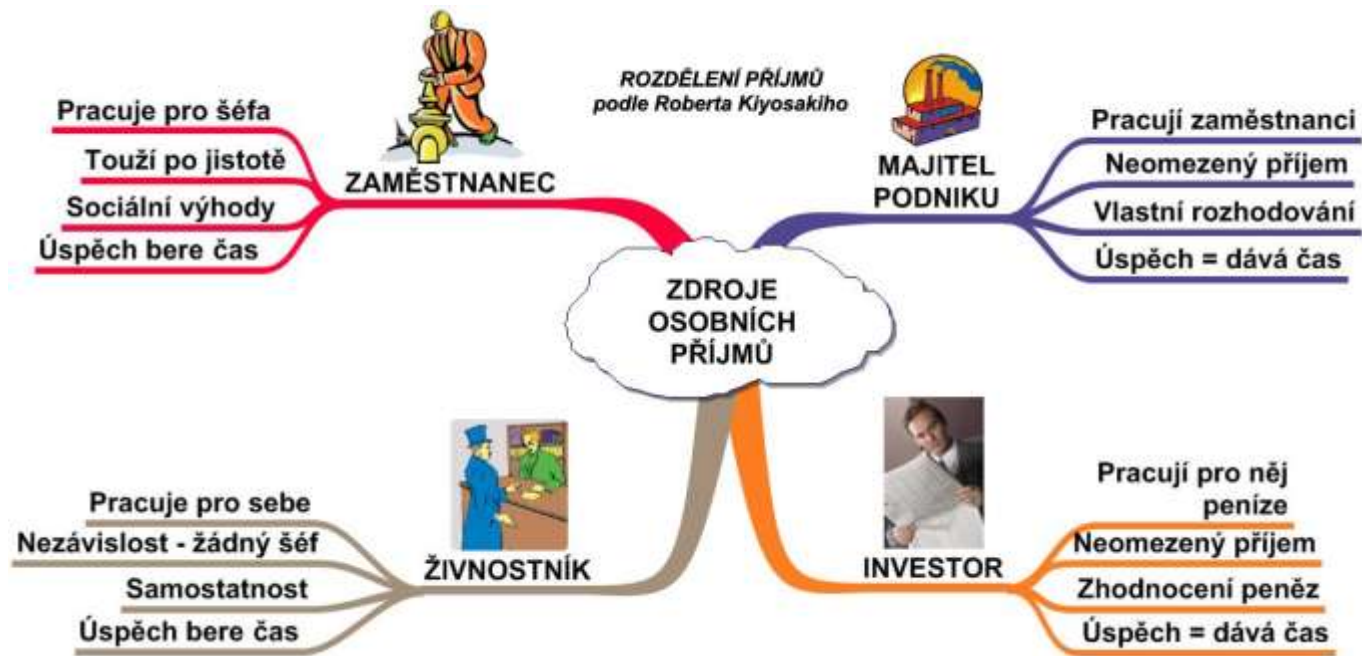 ROZDĚLENÍ PŘÍJMŮ
podle Roberta Kiyosakiho
Pracuje pro šéfa
Touží po jistotě
Sociální výhody
Úspěch bere čas
ZAMĚSTNANEC
MAJITEL
PODNIKU
Pracují zaměstnanci
Neomezený příjem
Vlastní rozhodování
Úspěch = dává čas
ZDROJE
OSOBNÍCH
PŘÍJMŮ
Pracuje pro sebe
Nezávislost - žádný šéf
Samostatnost
Úspěch bere čas
ŽIVNOSTNÍK
INVESTOR
Pracují pro něj
peníze
Neomezený příjem
Zhodnocení peněz
Úspěch = dává čas